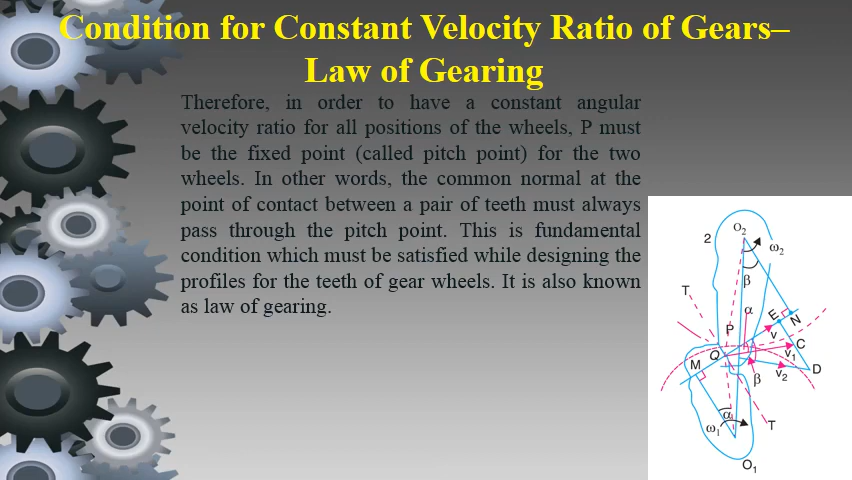 Condition for Constant Velocity Ratio of Gears–
Law of Gearing
Therefore, in order to have a constant angular
velocity ratio for all positions of the wheels, P must
be the fixed point (called pitch point) for the two
wheels. In other words, the common normal at the
point of contact between a pair of teeth must always
pass through the pitch point. This is fundamental
condition which must be satisfied while designing the
profiles for the teeth of gear wheels. It is also known
as law of gearing.
O₂
2
ω₂
β
T
α
E
N
P
v
C
Q
v₁
M
D
v₂
β
α
ω₁
T
O₁